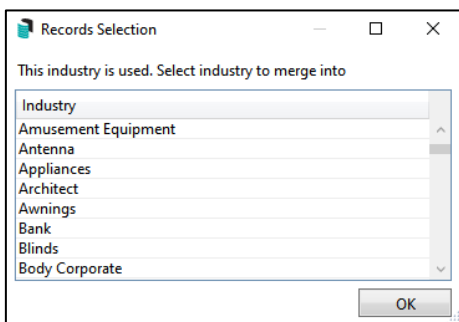 Records Selection
This industry is used. Select industry to merge into
Industry
Amusement Equipment
Antenna
Appliances
Architect
Awnings
Bank
Blinds
Body Corporate
OK